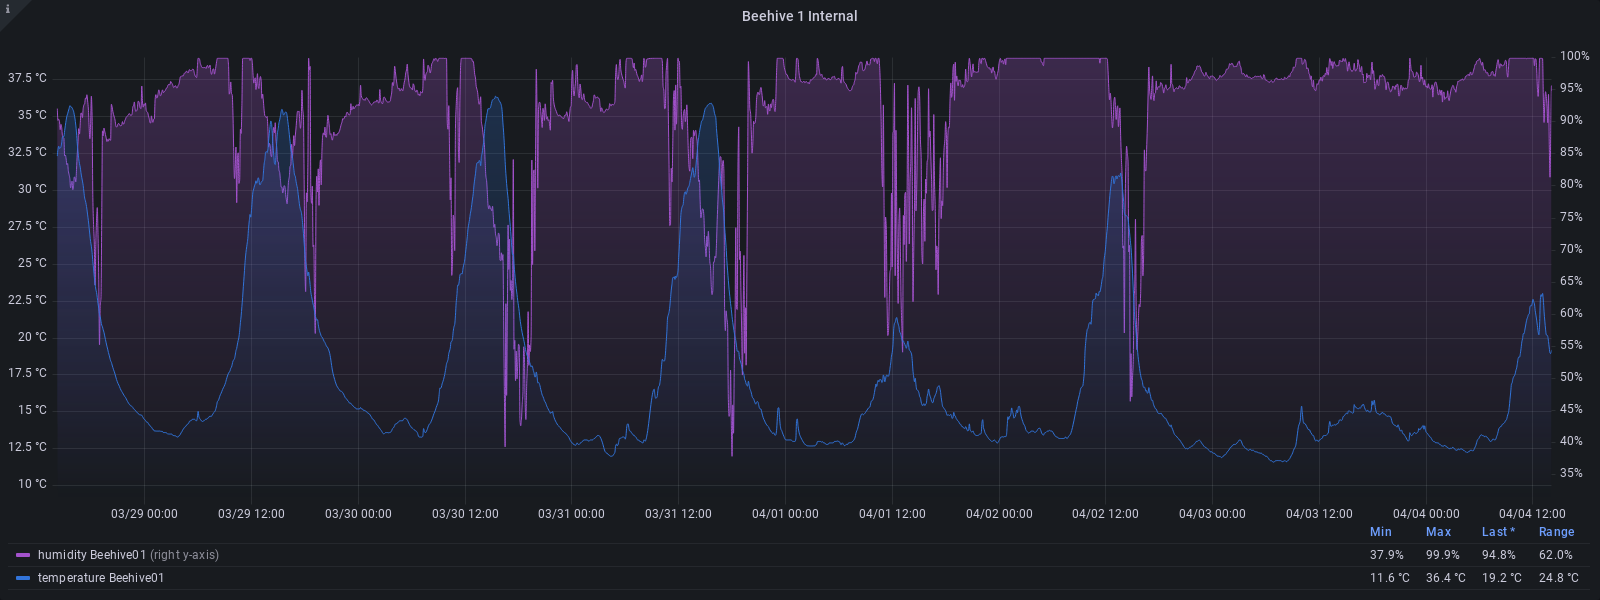 i
Beehive 1 Internal
37.5 °C
35 °C
32.5 °C
30 °C
27.5 °C
25 °C
22.5 °C
20 °C
17.5 °C
15 °C
12.5 °C
10 °C
100%
95%
90%
85%
80%
75%
70%
65%
60%
55%
50%
45%
40%
35%
03/29 00:00 03/29 12:00 03/30 00:00 03/30 12:00 03/31 00:00 03/31 12:00 04/01 00:00 04/01 12:00 04/02 00:00 04/02 12:00 04/03 00:00 04/03 12:00 04/04 00:00 04/04 12:00
Min Max Last * Range
humidity Beehive01 (right y-axis) 37.9% 99.9% 94.8% 62.0%
temperature Beehive01 11.6 °C 36.4 °C 19.2 °C 24.8 °C